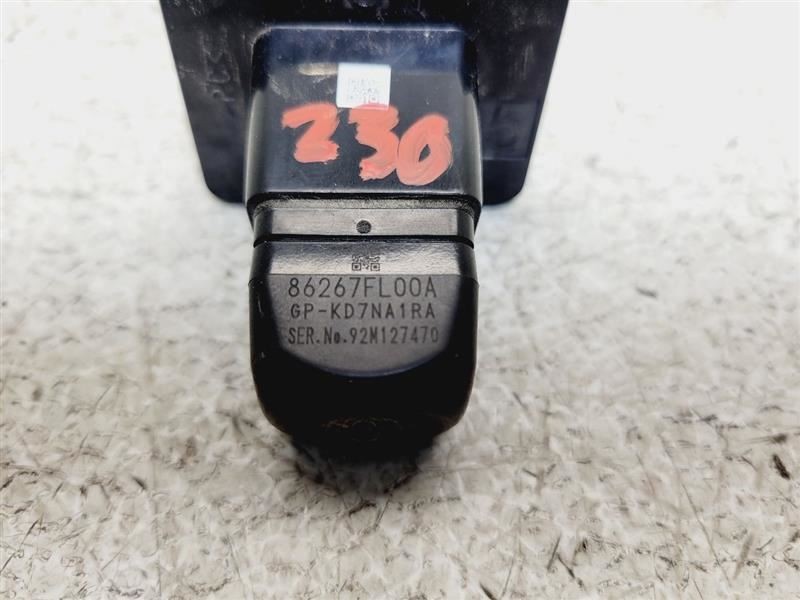 230
86267FL00A
GP-KD7NA1RA
SER.No.92M127470